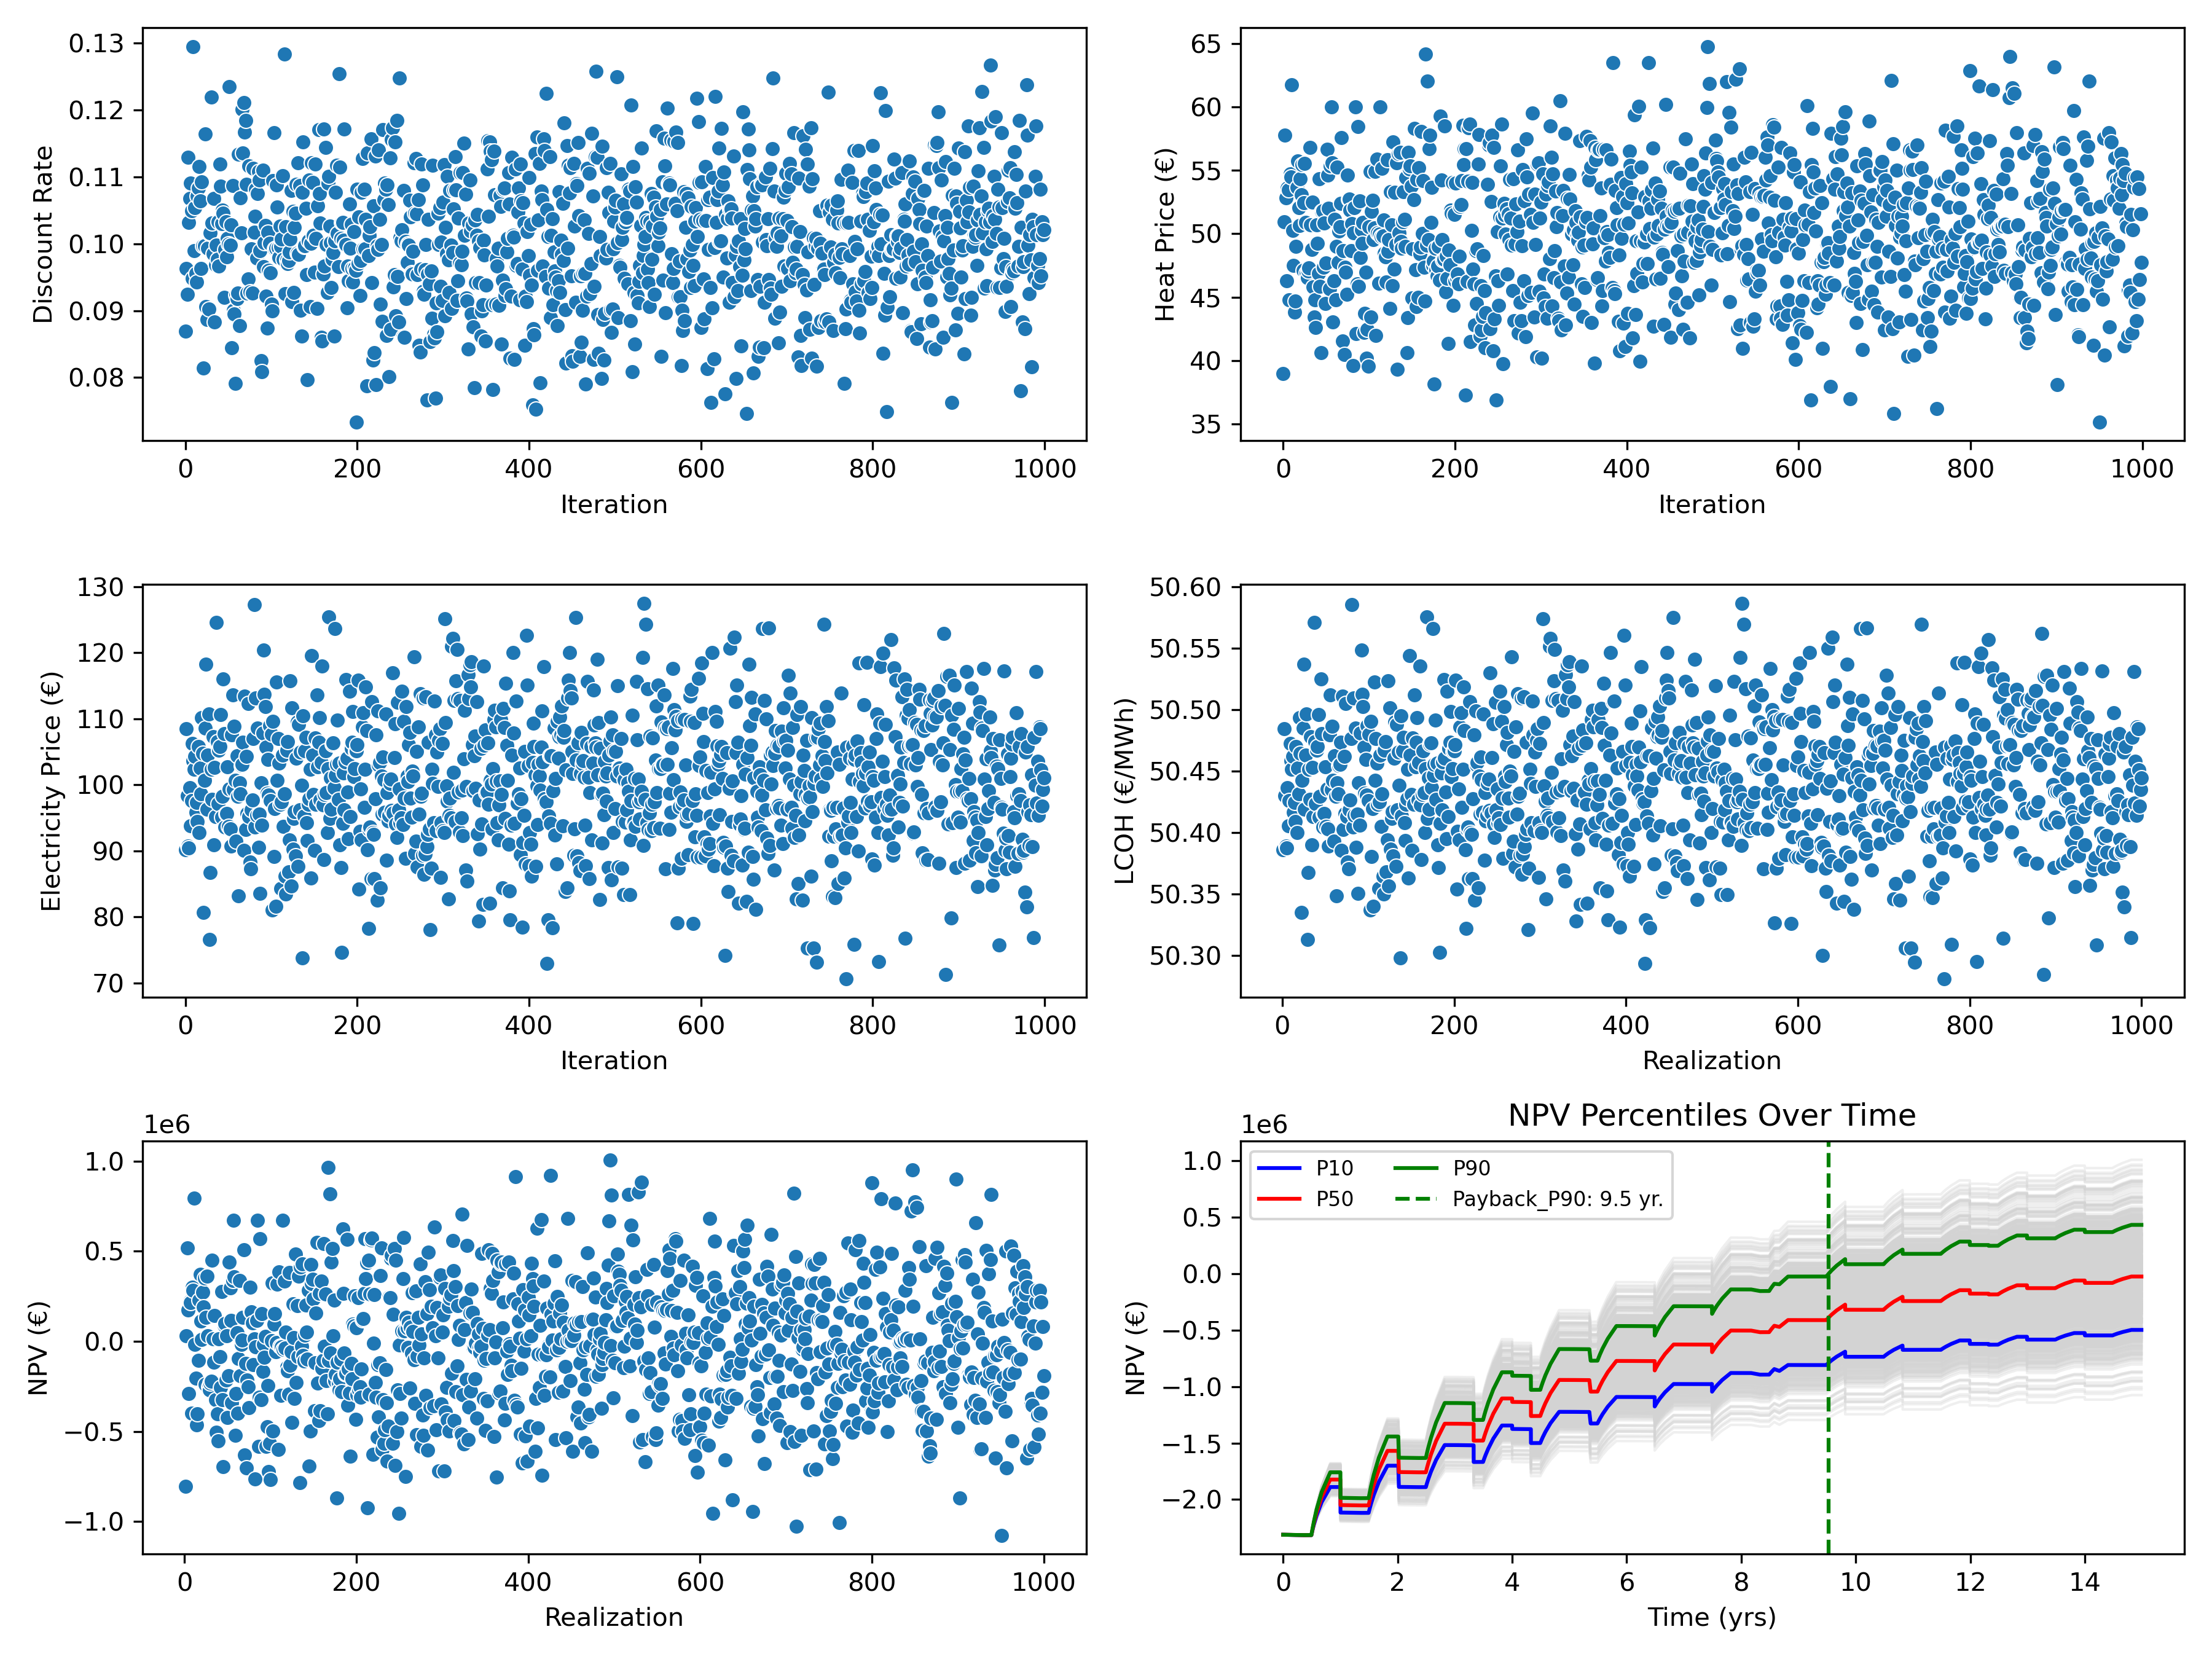 0.13
0.12
0.11
0.10
0.09
0.08
Discount Rate
0 200 400 600 800 1000
Iteration
65
60
55
50
45
40
35
Heat Price (€)
0 200 400 600 800 1000
Iteration
130
120
110
100
90
80
70
Electricity Price (€)
0 200 400 600 800 1000
Iteration
50.60
50.55
50.50
50.45
50.40
50.35
50.30
LCOH (€/MWh)
0 200 400 600 800 1000
Realization
1e6
1.0
0.5
0.0
−0.5
−1.0
NPV (€)
0 200 400 600 800 1000
Realization
NPV Percentiles Over Time
1e6
P10 P90
P50 Payback_P90: 9.5 yr.
1.0
0.5
0.0
−0.5
−1.0
−1.5
−2.0
NPV (€)
0 2 4 6 8 10 12 14
Time (yrs)